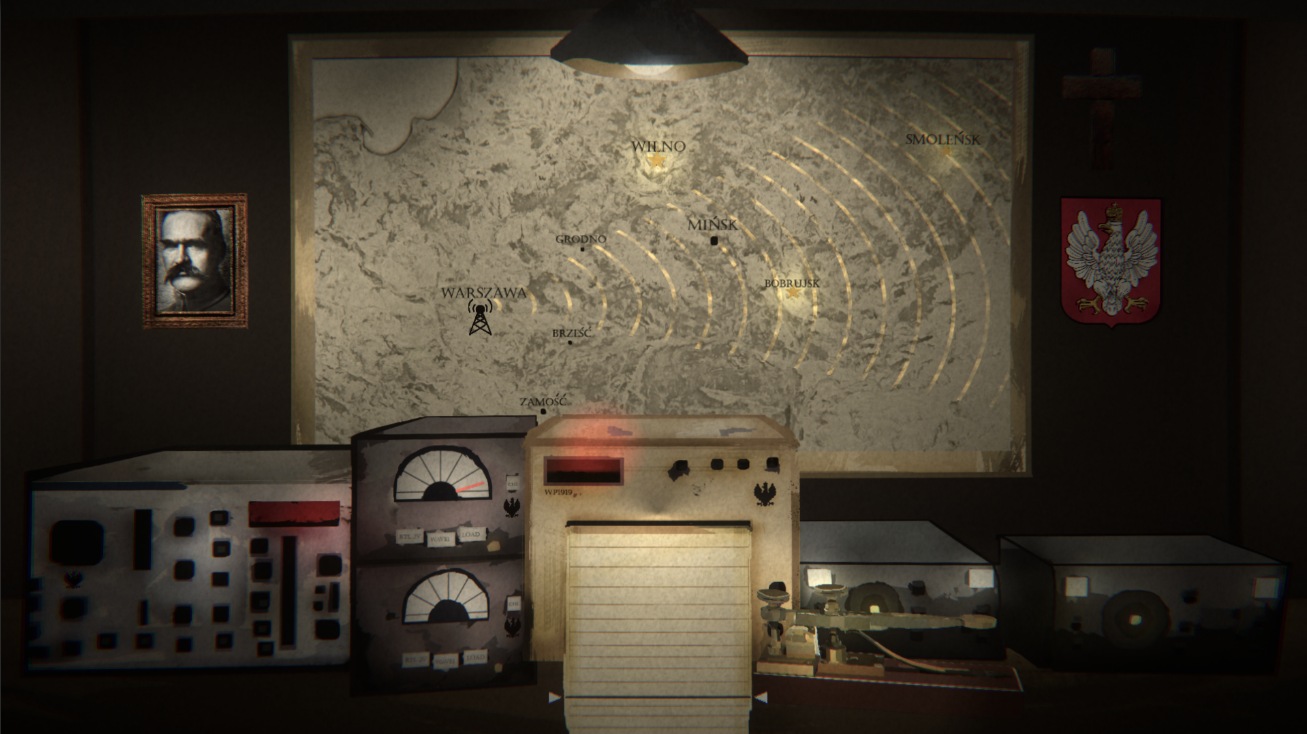 WILNO
SMOLEŃSK
MIŃSK
GRODNO
BOBRUJSK
WARSZAWA
BRZEŚĆ
ZAMOŚĆ